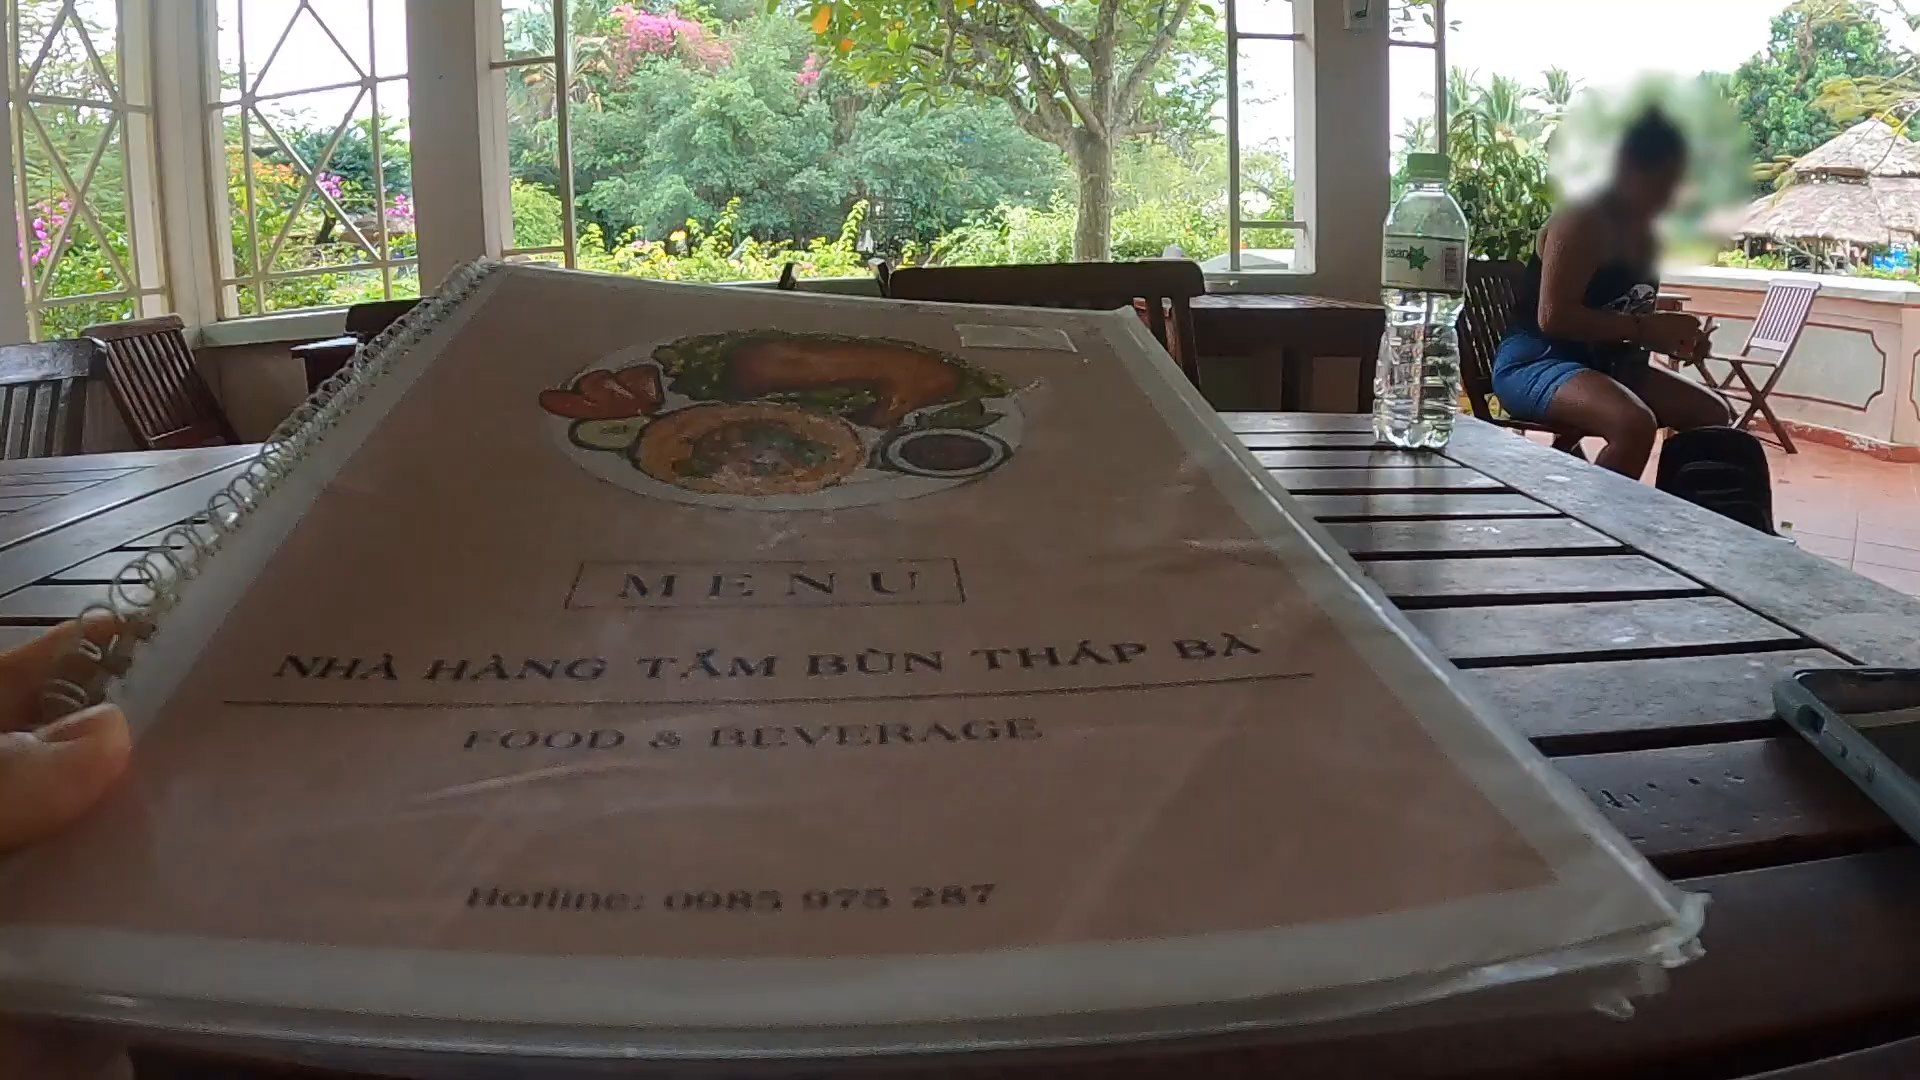 MENU
NHÀ HÀNG TẮM BÙN THÁP BÀ
FOOD & BEVERAGE
Hotline: 0985 975 287